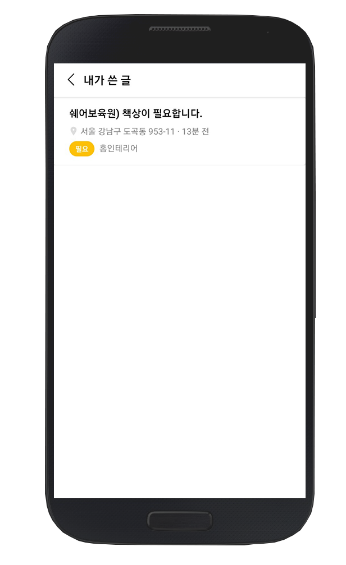 내가 쓴 글
쉐어보육원) 책상이 필요합니다.
서울 강남구 도곡동 953-11 · 13분 전
필요 홈인테리어